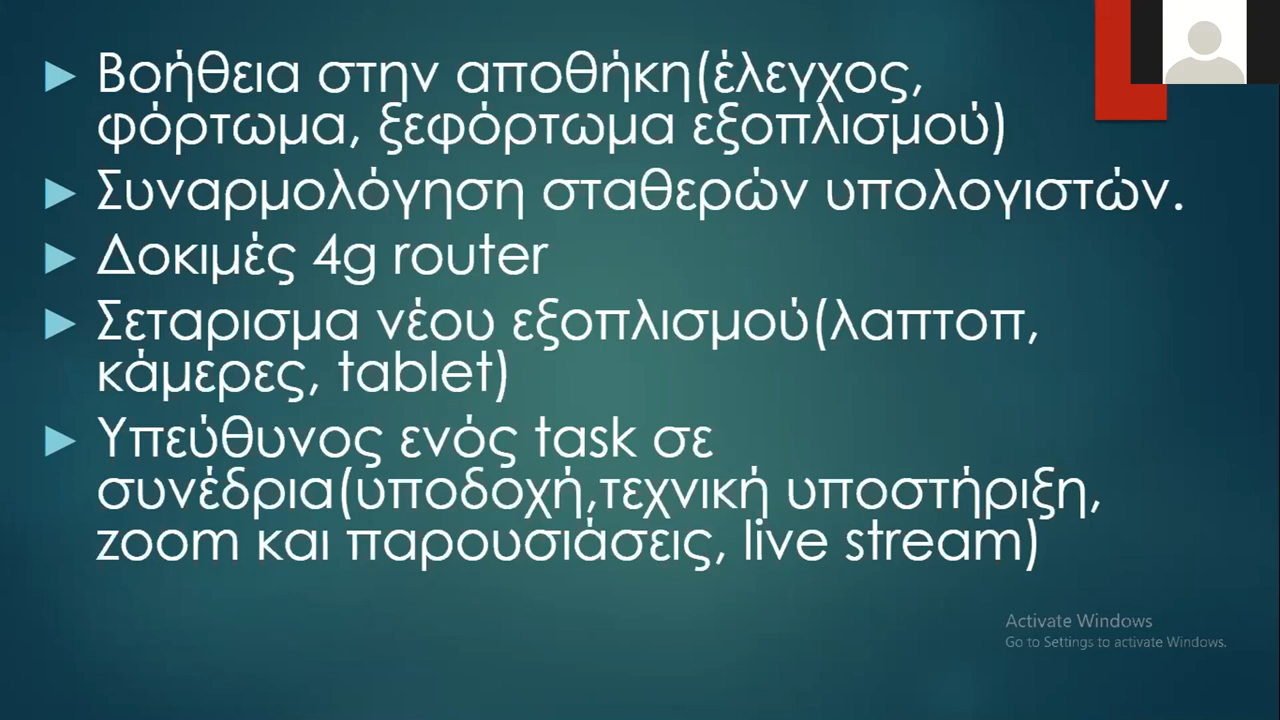 Βοήθεια στην αποθήκη(έλεγχος,
φόρτωμα, ξεφόρτωμα εξοπλισμού)
Συναρμολόγηση σταθερών υπολογιστών.
Δοκιμές 4g router
Σεταρισμα νέου εξοπλισμού(λαπτοπ,
κάμερες, tablet)
Υπεύθυνος ενός task σε
συνέδρια(υποδοχή,τεχνική υποστήριξη,
zoom και παρουσιάσεις, live stream)
Activate Windows
Go to Settings to activate Windows.